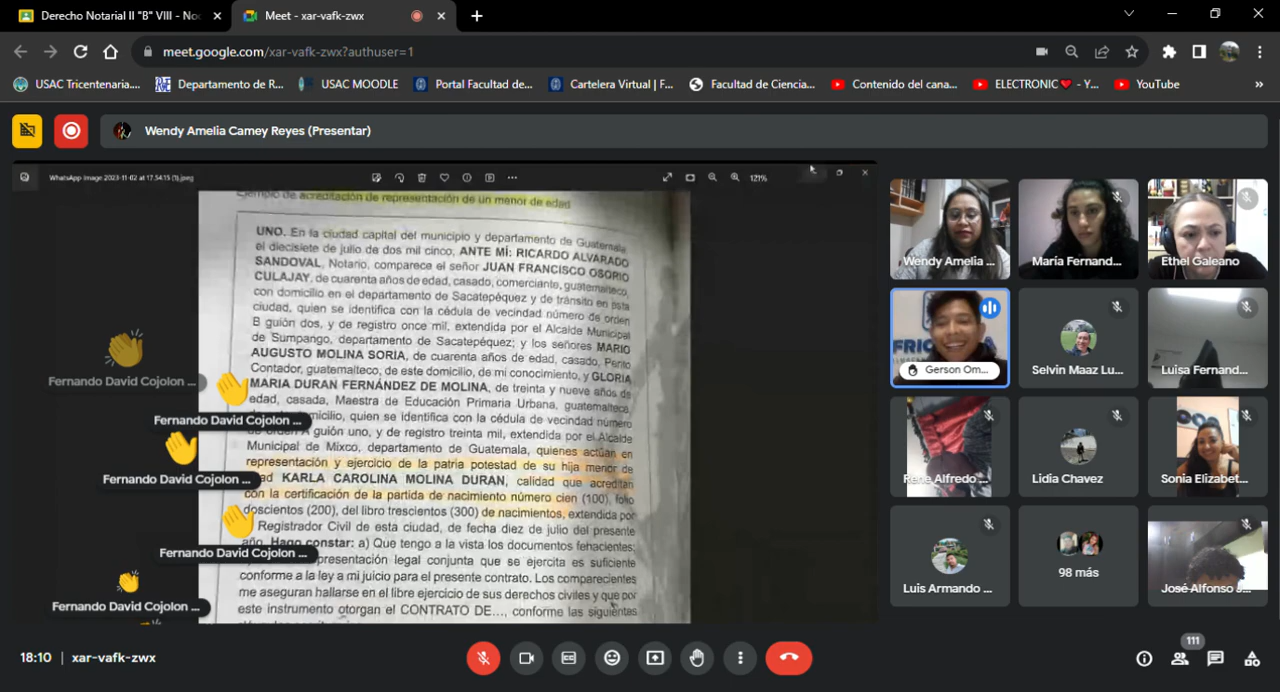 Derecho Notarial II "B" VIII - No
Meet - xar-vafk-zwx
meet.google.com/xar-vafk-zwx?authuser=1
USAC Tricentenaria....
Departamento de R...
USAC MOODLE
Portal Facultad de...
Cartelera Virtual | F...
Facultad de Ciencia...
Contenido del cana...
ELECTRONIC❤ - Y...
YouTube
»
Wendy Amelia Camey Reyes (Presentar)
WhatsApp Image 2023-11-02 at 17.54.15 (1).jpeg
121%
Ejemplo de acreditación de representación de un menor de edad
UNO. En la ciudad capital del municipio y departamento de Guatemala
el diecisiete de julio de dos mil cinco, ANTE MÍ: RICARDO ALVARADO
SANDOVAL, Notario, comparece el señor JUAN FRANCISCO OSORIO
CULAJAY, de cuarenta años de edad, casado, comerciante, guatemalteco,
con domicilio en el departamento de Sacatepéquez y de tránsito en esta
ciudad, quien se identifica con la cédula de vecindad número de orden
B guión dos, y de registro once mil, extendida por el Alcalde Municipal
de Sumpango, departamento de Sacatepéquez; y los señores MARIO
AUGUSTO MOLINA SORIA, de cuarenta años de edad, casado, Perito
Contador, guatemalteco, de este domicilio, de mi conocimiento, y GLORIA
MARIA DURAN FERNÁNDEZ DE MOLINA, de treinta y nueve años de
edad, casada, Maestra de Educación Primaria Urbana, guatemalteca,
micilio, quien se identifica con la cédula de vecindad número
A guión uno, y de registro treinta mil, extendida por el Alcalde
Municipal de Mixco, departamento de Guatemala, quienes actúan en
representación y ejercicio de la patria potestad de su hija menor de
ad KARLA CAROLINA MOLINA DURAN, calidad que acreditan
con la certificación de la partida de nacimiento número cien (100), folio
doscientos (200), del libro trescientos (300) de nacimientos, extendida por
Registrador Civil de esta ciudad, de fecha diez de julio del presente
año. Hago constar: a) Que tengo a la vista los documentos fehacientes;
presentación legal conjunta que se ejercita es suficiente
conforme a la ley a mi juicio para el presente contrato. Los comparecientes
me aseguran hallarse en el libre ejercicio de sus derechos civiles y que por
este instrumento otorgan el CONTRATO DE..., conforme las siguientes
Fernando David Cojolon ...
Fernando David Cojolon ...
Fernando David Cojolon ...
Fernando David Cojolon ...
Fernando David Cojolon ...
Wendy Amelia ...
María Fernand...
Ethel Galeano
Gerson Om...
Selvin Maaz Lu...
Luisa Fernand...
Rene Alfredo ...
Lidia Chavez
Sonia Elizabet...
Luis Armando ...
98 más
José Alfonso J...
18:10 | xar-vafk-zwx
111